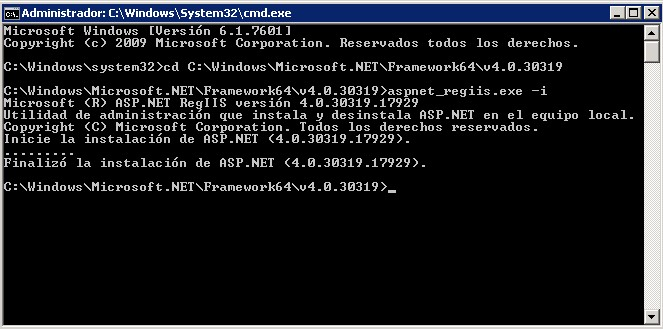 Administrador: C:\Windows\System32\cmd.exe
Microsoft Windows [Versión 6.1.7601]
Copyright (c) 2009 Microsoft Corporation. Reservados todos los derechos.
C:\Windows\system32>cd C:\Windows\Microsoft.NET\Framework64\v4.0.30319
C:\Windows\Microsoft.NET\Framework64\v4.0.30319>aspnet_regiis.exe -i
Microsoft (R) ASP.NET RegIIS versión 4.0.30319.17929
Utilidad de administración que instala y desinstala ASP.NET en el equipo local.
Copyright (C) Microsoft Corporation. Todos los derechos reservados.
Inicie la instalación de ASP.NET (4.0.30319.17929).
.........
Finalizó la instalación de ASP.NET (4.0.30319.17929).
C:\Windows\Microsoft.NET\Framework64\v4.0.30319>_